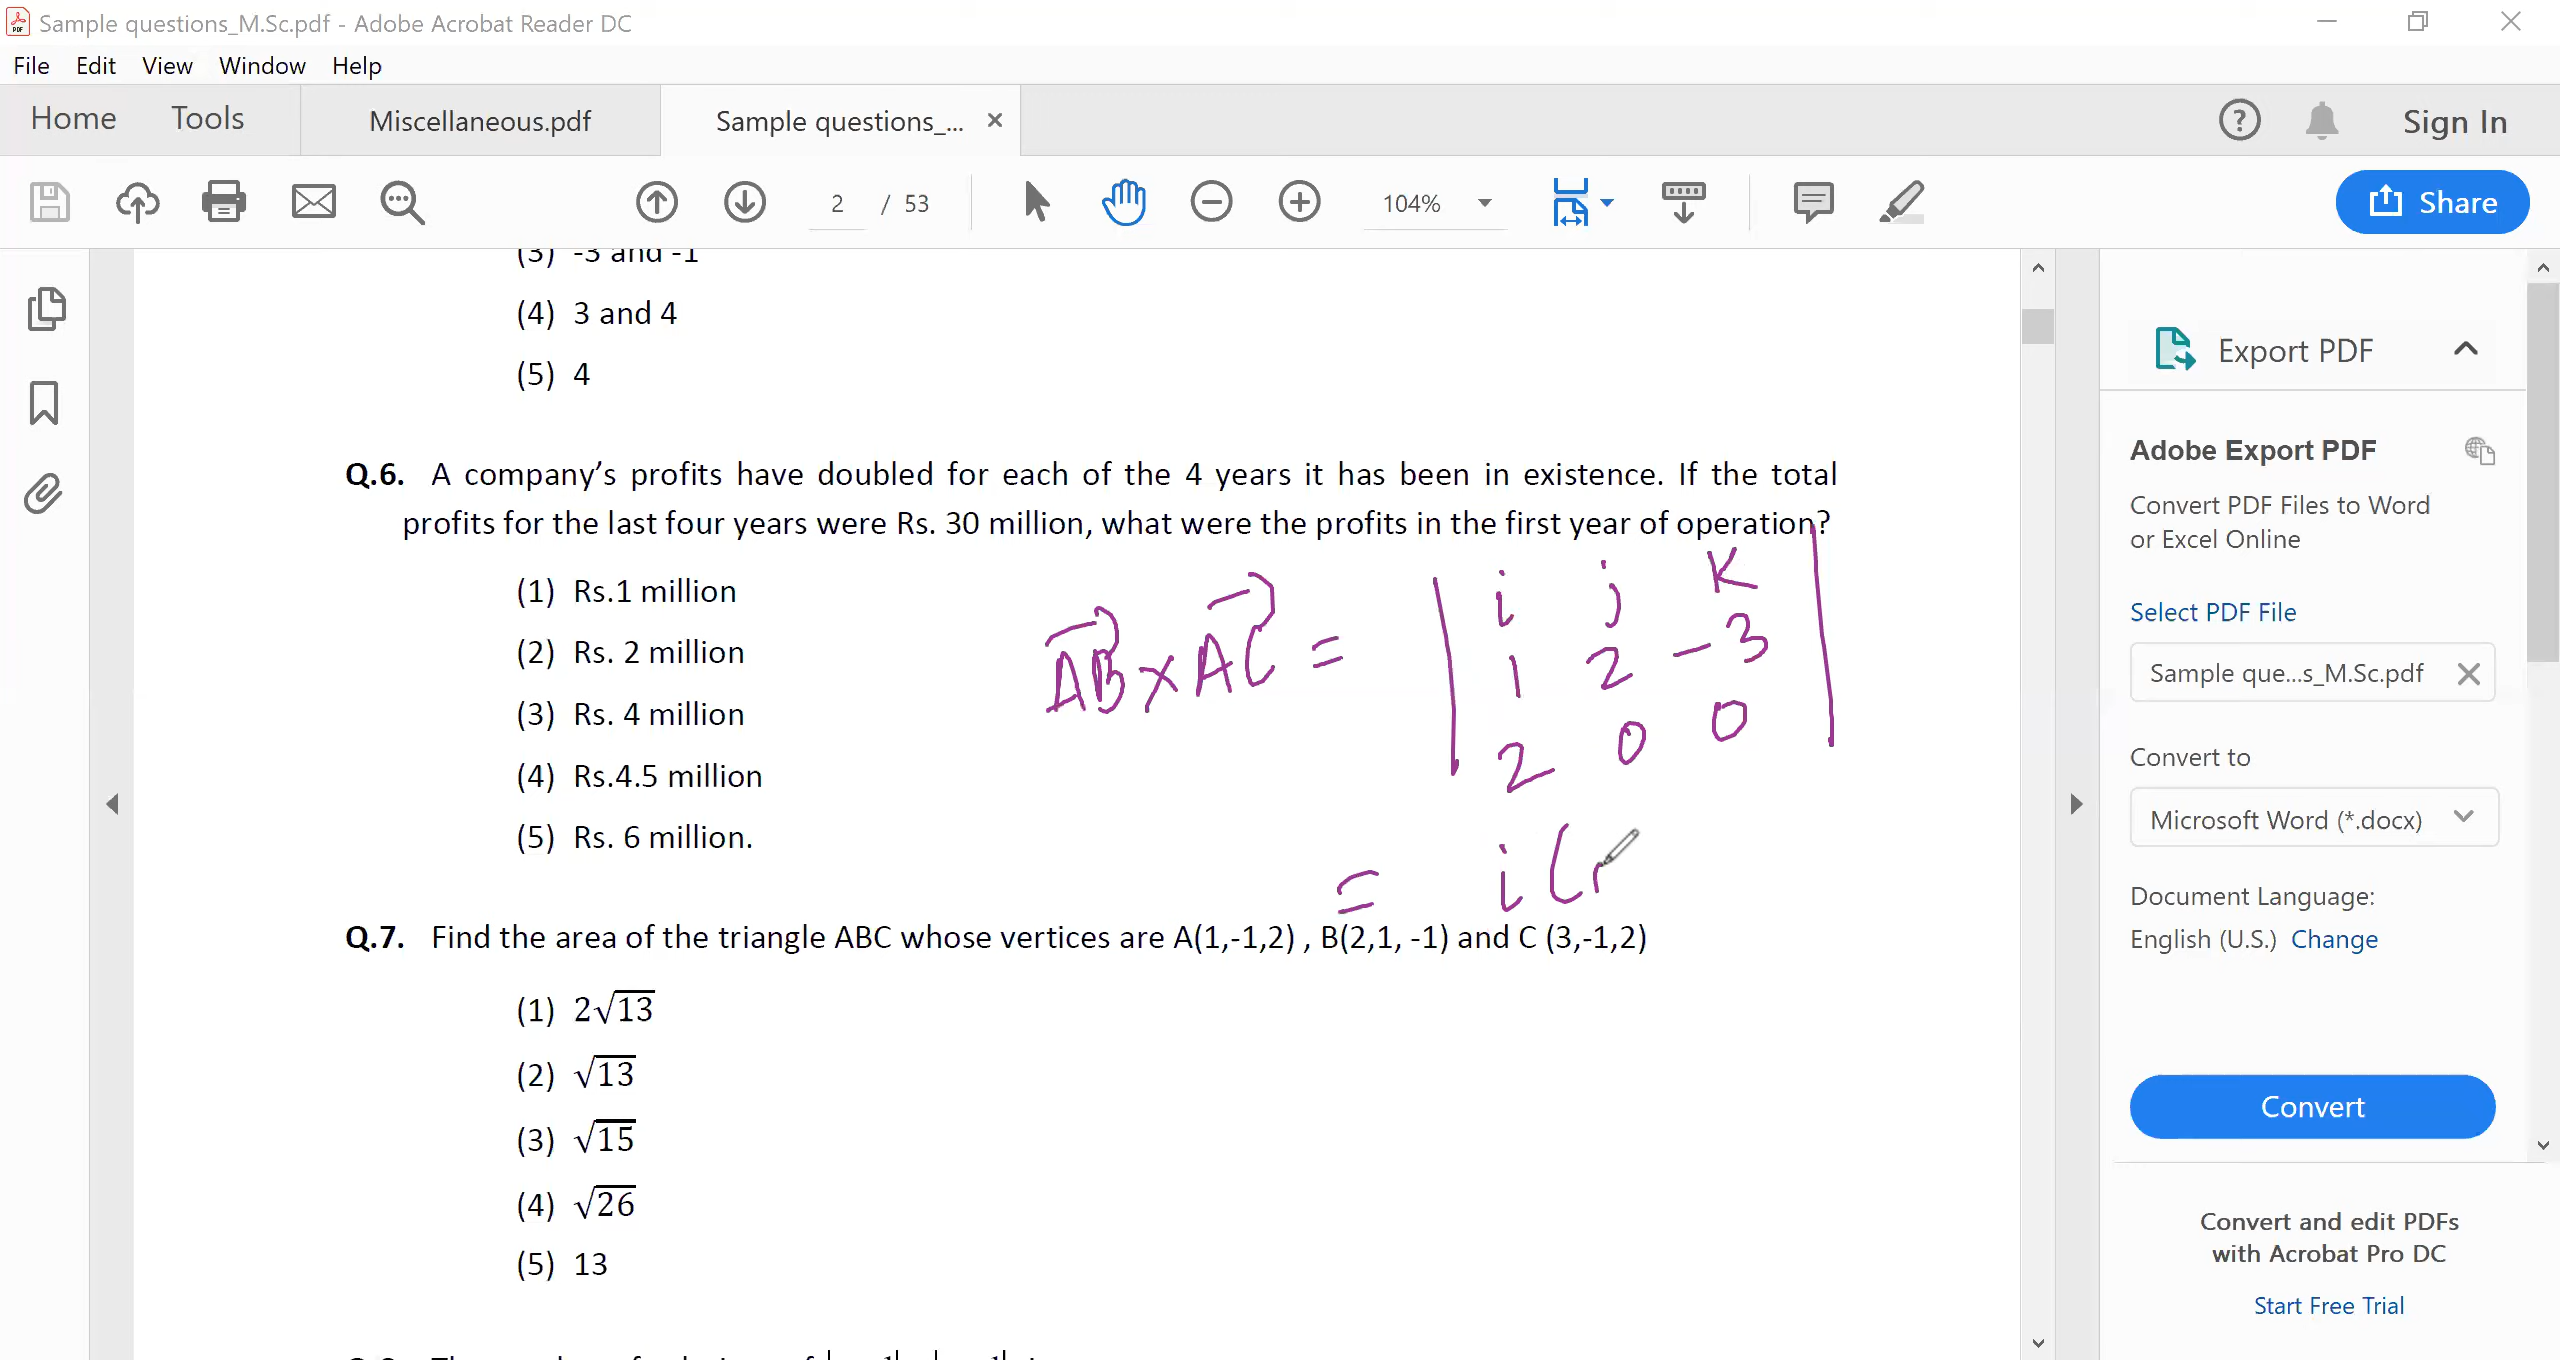 Sample questions_M.Sc.pdf - Adobe Acrobat Reader DC
File Edit View Window Help
Home Tools Miscellaneous.pdf Sample questions_... × Sign In
2 / 53 104% Share
(3) -3 and -1
(4) 3 and 4
(5) 4
Q.6. A company’s profits have doubled for each of the 4 years it has been in existence. If the total
profits for the last four years were Rs. 30 million, what were the profits in the first year of operation?
(1) Rs.1 million
(2) Rs. 2 million
(3) Rs. 4 million
(4) Rs.4.5 million
(5) Rs. 6 million.
AB × AC =
i j k
1 2 -3
2 0 0
= i (
Q.7. Find the area of the triangle ABC whose vertices are A(1,-1,2) , B(2,1, -1) and C (3,-1,2)
(1) 2√13
(2) √13
(3) √15
(4) √26
(5) 13
Export PDF
Adobe Export PDF
Convert PDF Files to Word
or Excel Online
Select PDF File
Sample que...s_M.Sc.pdf
Convert to
Microsoft Word (*.docx)
Document Language:
English (U.S.) Change
Convert
Convert and edit PDFs
with Acrobat Pro DC
Start Free Trial